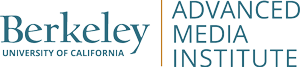 Berkeley
UNIVERSITY OF CALIFORNIA
ADVANCED
MEDIA
INSTITUTE